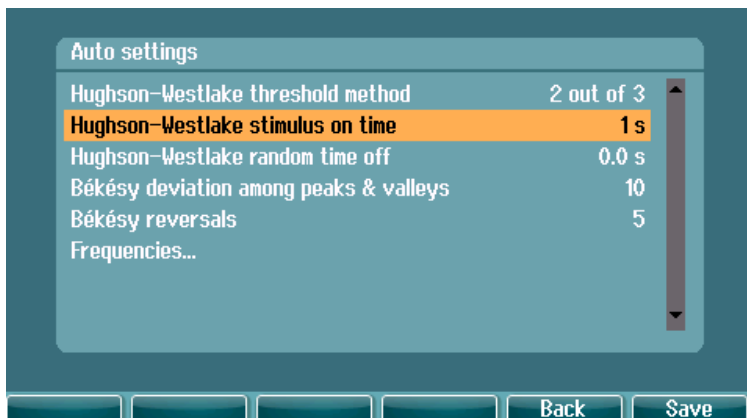 Auto settings
Hughson-Westlake threshold method 2 out of 3
Hughson-Westlake stimulus on time 1 s
Hughson-Westlake random time off 0.0 s
Békésy deviation among peaks & valleys 10
Békésy reversals 5
Frequencies...
Back Save